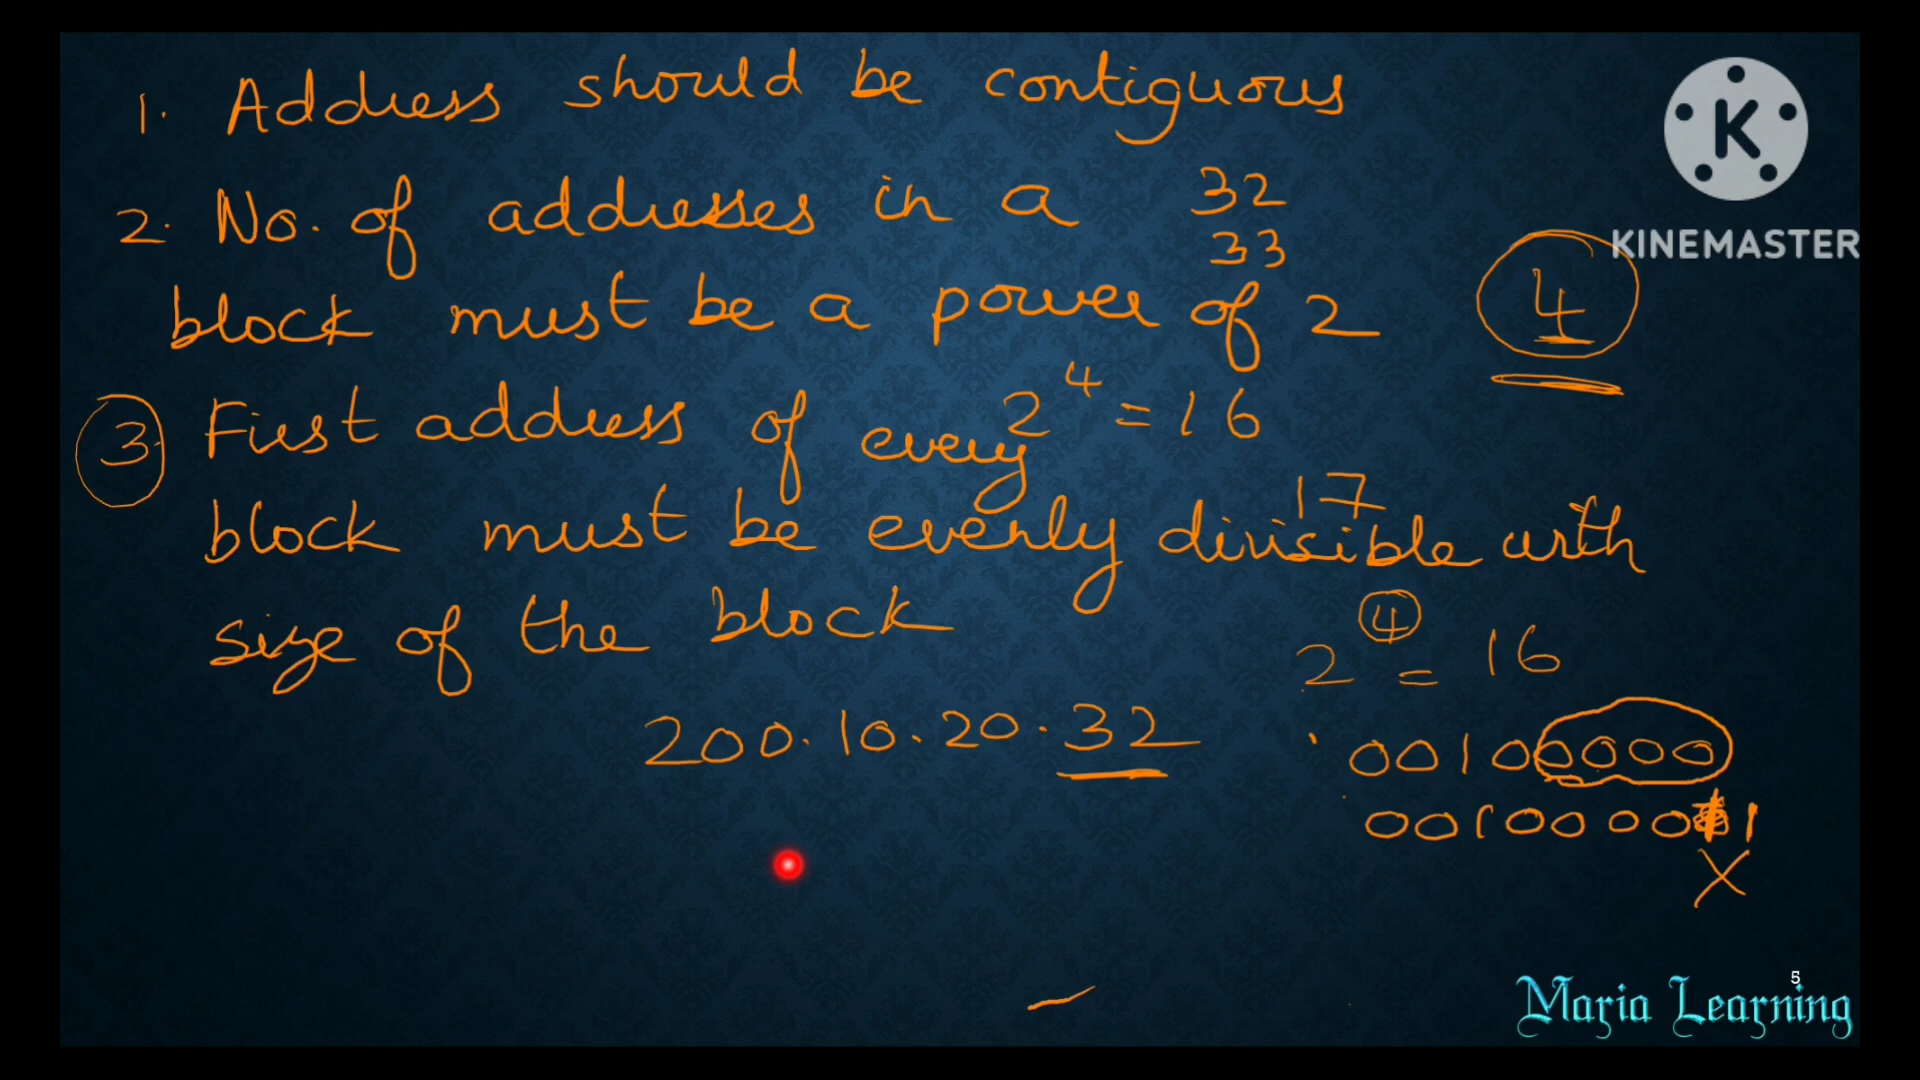 1. Address should be contiguous
2. No. of addresses in a
32
33
block must be a power of 2
4
KINEMASTER
2^4 = 16
3. First address of every
17
block must be evenly divisible with
size of the block
2^4 = 16
200.10.20.32
00100000
00100001
X
5
Maria Learning